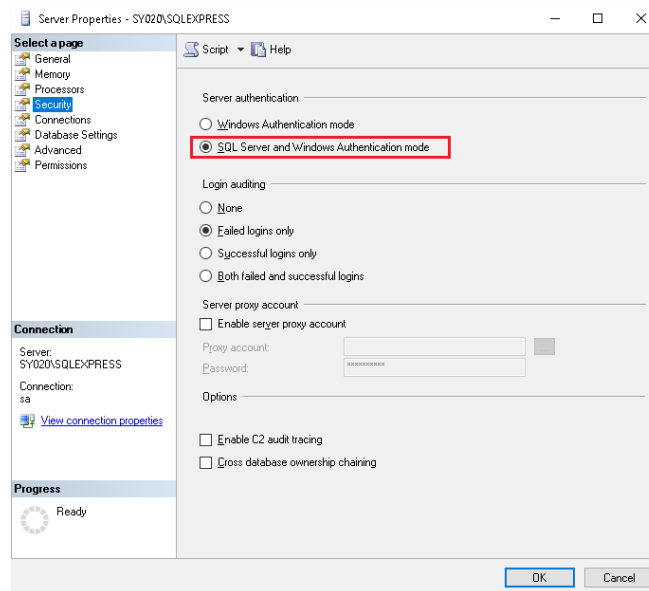 Server Properties - SY020\SQLEXPRESS
Select a page
General
Memory
Processors
Security
Connections
Database Settings
Advanced
Permissions
Script
Help
Server authentication
Windows Authentication mode
SQL Server and Windows Authentication mode
Login auditing
None
Failed logins only
Successful logins only
Both failed and successful logins
Server proxy account
Enable server proxy account
Proxy account:
...
Password:
**********
Options
Enable C2 audit tracing
Cross database ownership chaining
Connection
Server:
SY020\SQLEXPRESS
Connection:
sa
View connection properties
Progress
Ready
OK
Cancel